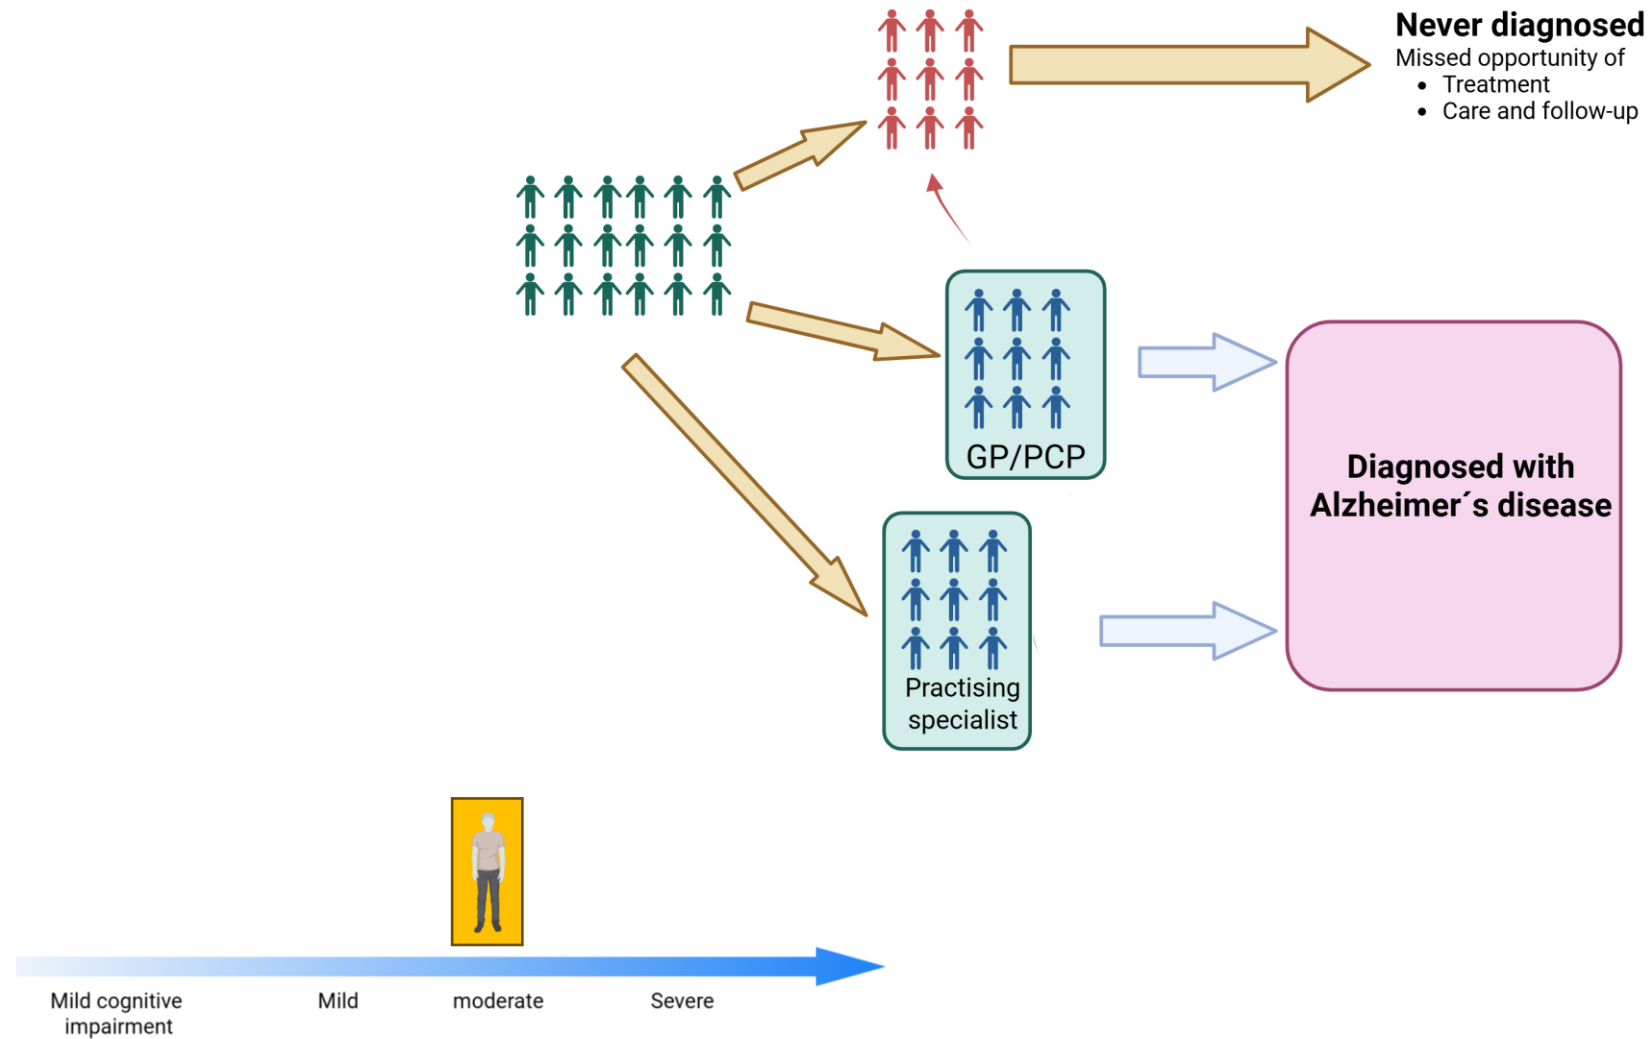 Never diagnosed
Missed opportunity of
• Treatment
• Care and follow-up
GP/PCP
Diagnosed with
Alzheimer´s disease
Practising
specialist
Mild cognitive
impairment
Mild
moderate
Severe